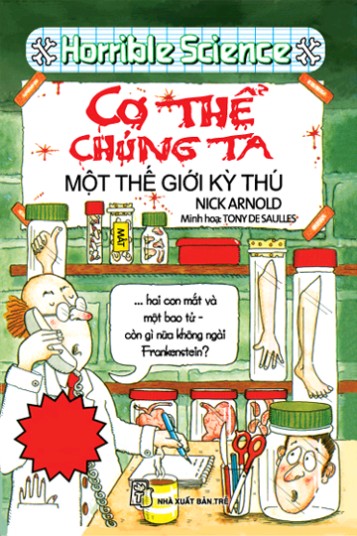 Horrible Science
CƠ THỂ
CHÚNG TA
MỘT THẾ GIỚI KỲ THÚ
NICK ARNOLD
Minh hoạ: TONY DE SAULLES
MẮT
... hai con mắt và
một bao tử -
còn gì nữa không ngài
Frankenstein?
NHÀ XUẤT BẢN TRẺ